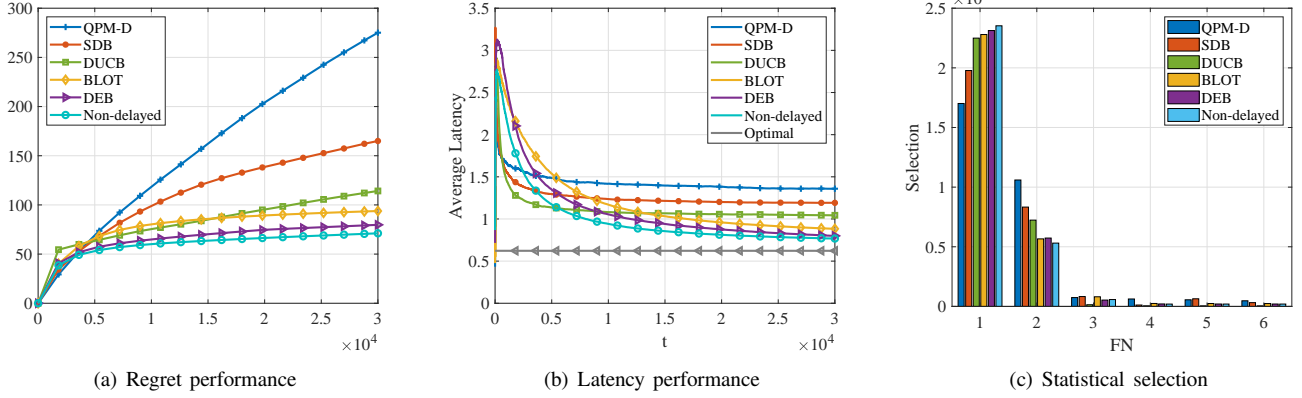 300
250
200
150
100
50
0
QPM-D
SDB
DUCB
BLOT
DEB
Non-delayed
0 0.5 1 1.5 2 2.5 3
×10⁴
(a) Regret performance
Average Latency
3.5
3
2.5
2
1.5
1
0.5
0
QPM-D
SDB
DUCB
BLOT
DEB
Non-delayed
Optimal
0 0.5 1 1.5 2 2.5 3
t
×10⁴
(b) Latency performance
Selection
2.5
2
1.5
1
0.5
0
QPM-D
SDB
DUCB
BLOT
DEB
Non-delayed
1 2 3 4 5 6
FN
(c) Statistical selection